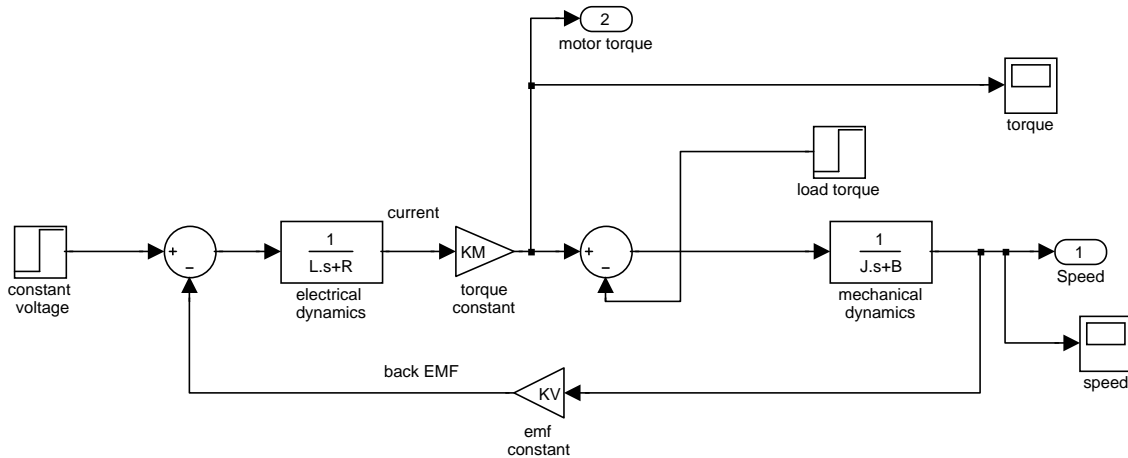 2
motor torque
torque
load torque
current
constant
voltage
+
−
1
L.s+R
electrical
dynamics
KM
torque
constant
+
−
1
J.s+B
mechanical
dynamics
1
Speed
speed
back EMF
KV
emf
constant